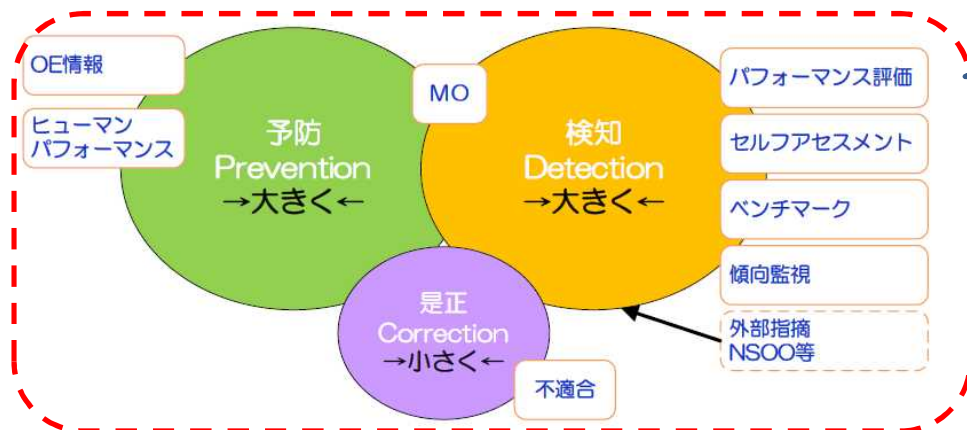 OE情報
ヒューマン
パフォーマンス
予防
Prevention
→大きく←
MO
検知
Detection
→大きく←
パフォーマンス評価
セルフアセスメント
ベンチマーク
傾向監視
外部指摘
NSOO等
是正
Correction
→小さく←
不適合